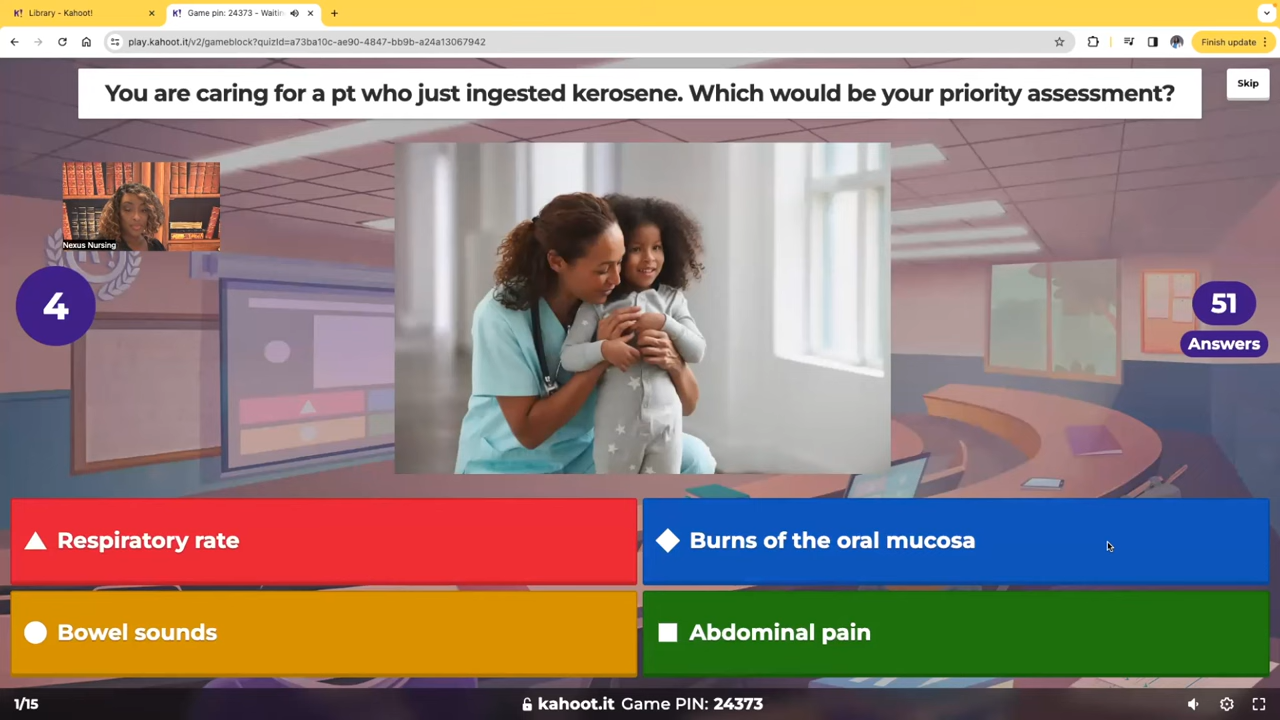 Library - Kahoot!
Game pin: 24373 - Waitin
play.kahoot.it/v2/gameblock?quizId=a73ba10c-ae90-4847-bb9b-a24a13067942
Finish update
You are caring for a pt who just ingested kerosene. Which would be your priority assessment?
Skip
Nexus Nursing
4
51
Answers
Respiratory rate
Burns of the oral mucosa
Bowel sounds
Abdominal pain
1/15
kahoot.it Game PIN: 24373